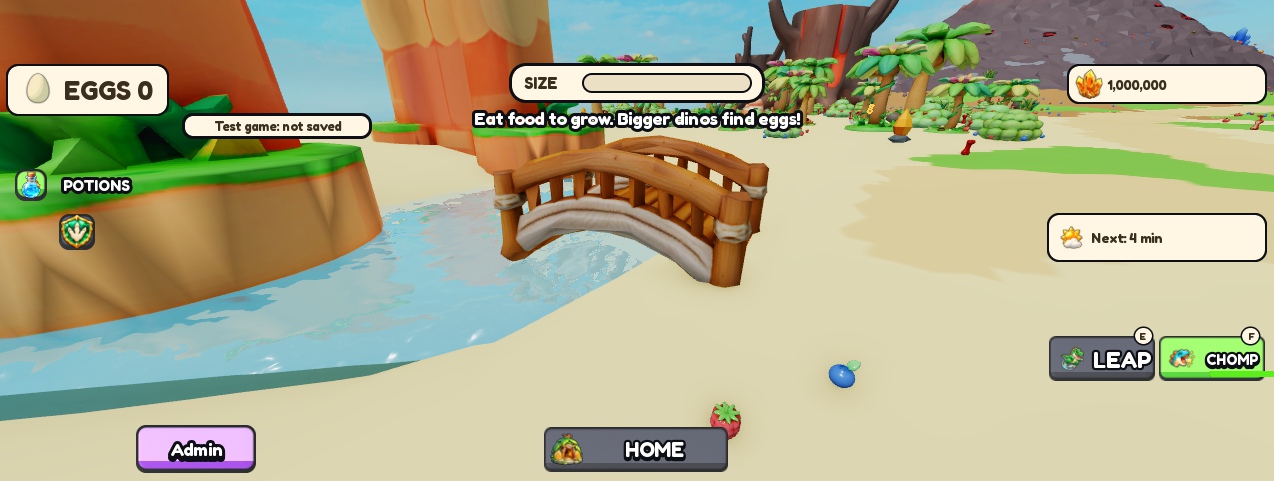 EGGS 0
SIZE
1,000,000
Test game: not saved
Eat food to grow. Bigger dinos find eggs!
POTIONS
Next: 4 min
E
F
LEAP
CHOMP
Admin
HOME